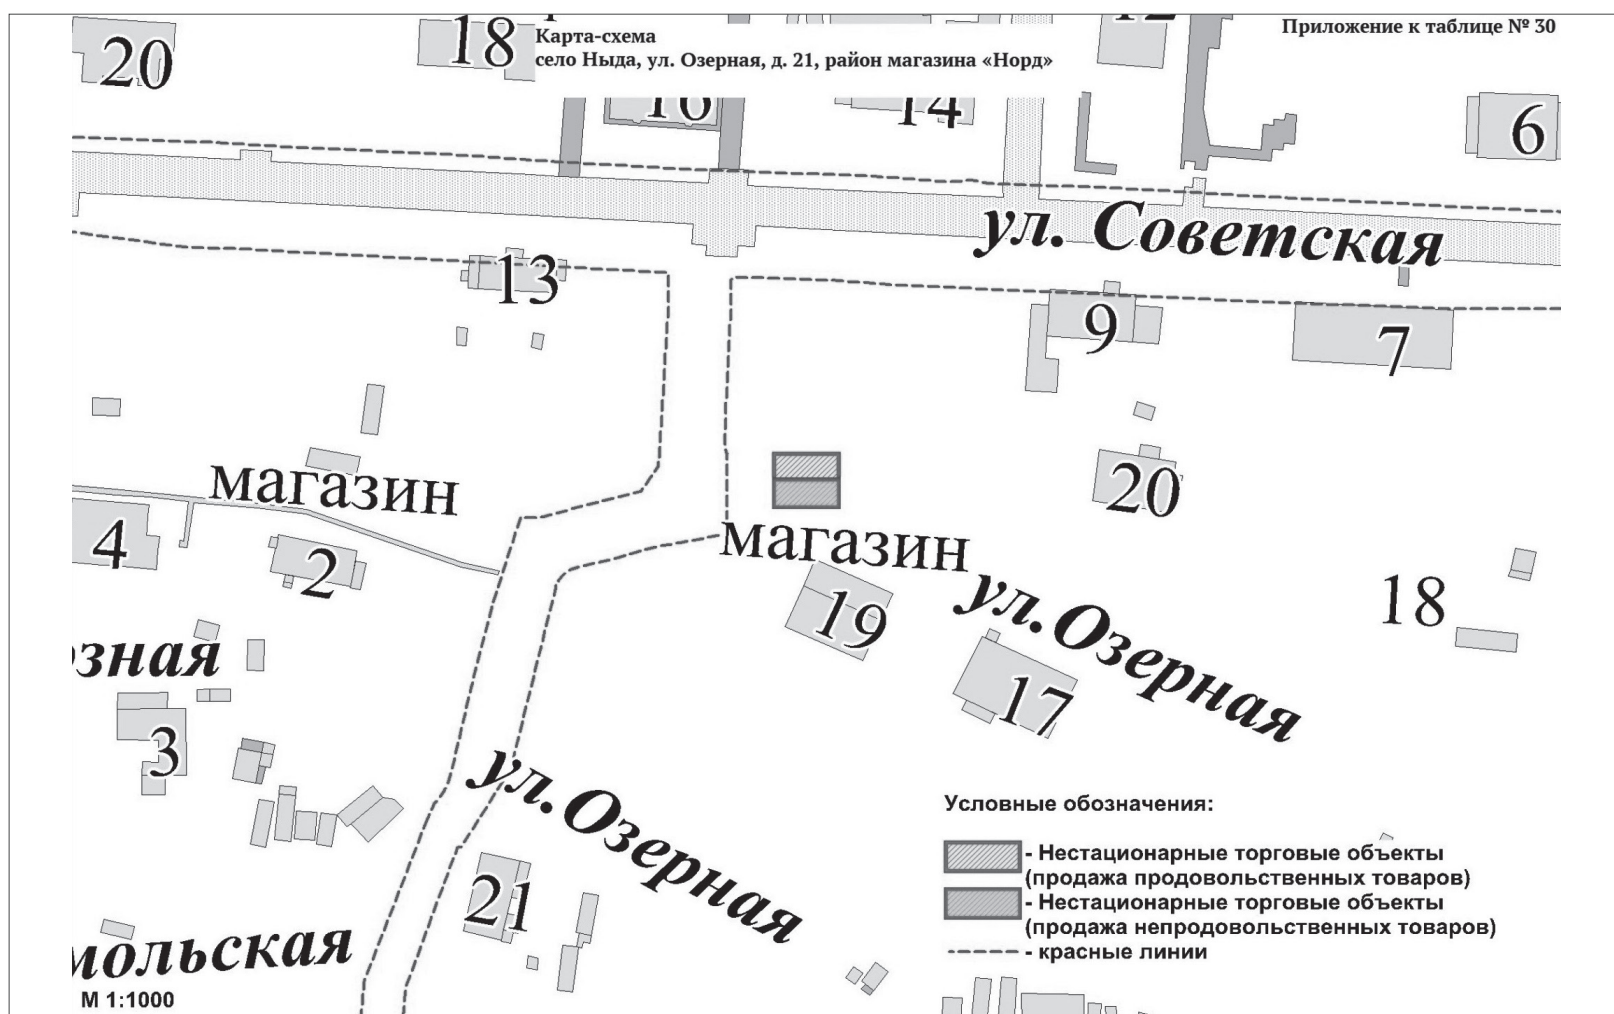 Приложение к таблице № 30
Карта-схема
село Ныда, ул. Озерная, д. 21, район магазина «Норд»
20
18
16
14
12
6
ул. Советская
13
9
7
магазин
20
4
2
магазин
19
ул.Озерная
18
17
зная
3
ул.Озерная
21
мольская
М 1:1000
Условные обозначения:
- Нестационарные торговые объекты
(продажа продовольственных товаров)
- Нестационарные торговые объекты
(продажа непродовольственных товаров)
- красные линии